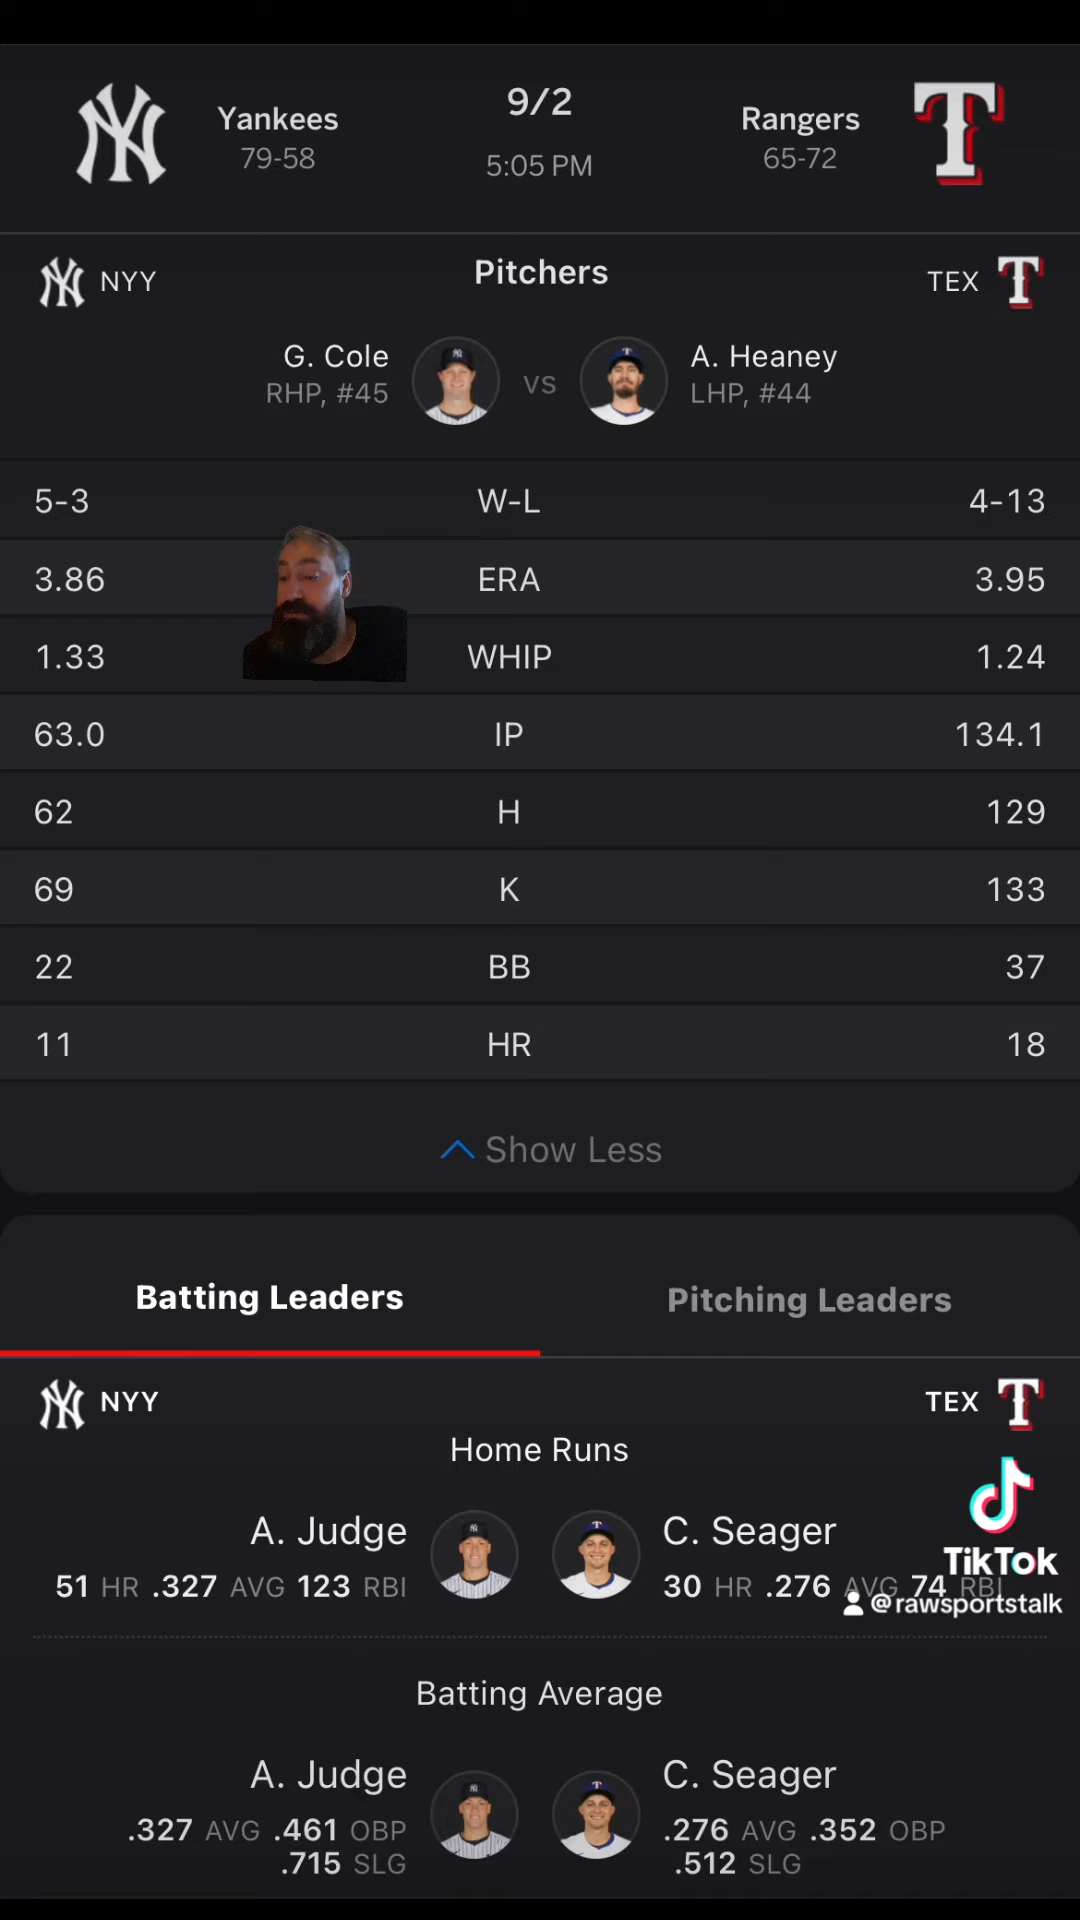 Yankees
79-58
9/2
5:05 PM
Rangers
65-72
NYY
Pitchers
TEX
G. Cole
RHP, #45
vs
A. Heaney
LHP, #44
5-3 W-L 4-13
3.86 ERA 3.95
1.33 WHIP 1.24
63.0 IP 134.1
62 H 129
69 K 133
22 BB 37
11 HR 18
Show Less
Batting Leaders
Pitching Leaders
NYY
TEX
Home Runs
A. Judge
51 HR .327 AVG 123 RBI
C. Seager
30 HR .276 AVG 74 RBI
TikTok
@rawsportstalk
Batting Average
A. Judge
.327 AVG .461 OBP
.715 SLG
C. Seager
.276 AVG .352 OBP
.512 SLG